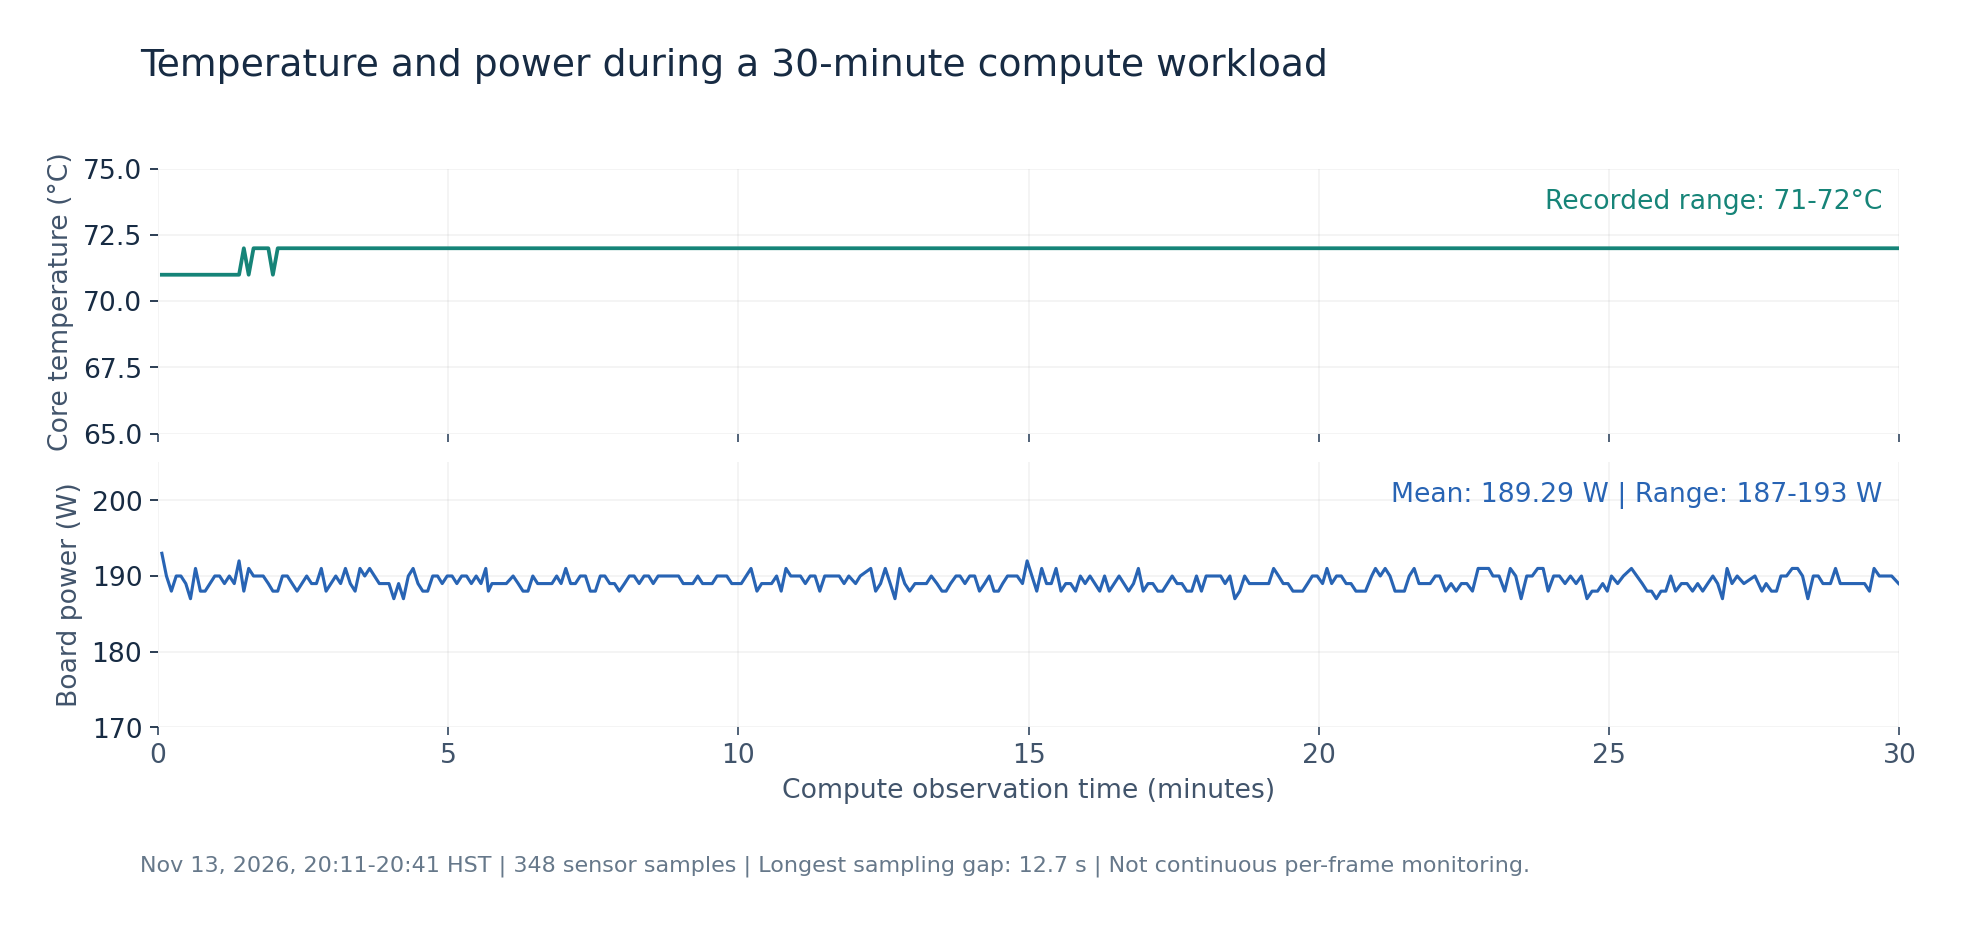 Temperature and power during a 30-minute compute workload
Core temperature (°C)
75.0
72.5
70.0
67.5
65.0
Recorded range: 71-72°C
Board power (W)
200
190
180
170
Mean: 189.29 W | Range: 187-193 W
0 5 10 15 20 25 30
Compute observation time (minutes)
Nov 13, 2026, 20:11-20:41 HST | 348 sensor samples | Longest sampling gap: 12.7 s | Not continuous per-frame monitoring.